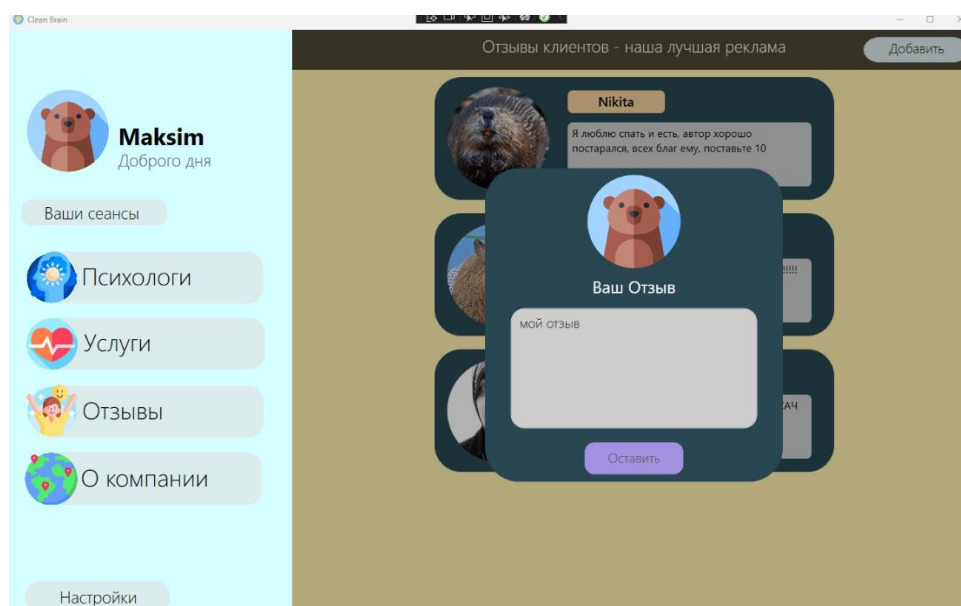 Clean Brain
Отзывы клиентов - наша лучшая реклама
Добавить
Maksim
Доброго дня
Ваши сеансы
Психологи
Услуги
Отзывы
О компании
Настройки
Nikita
Я люблю спать и есть, автор хорошо
постарался, всех благ ему, поставьте 10
!!!!!
Ваш Отзыв
мой отзыв
Оставить